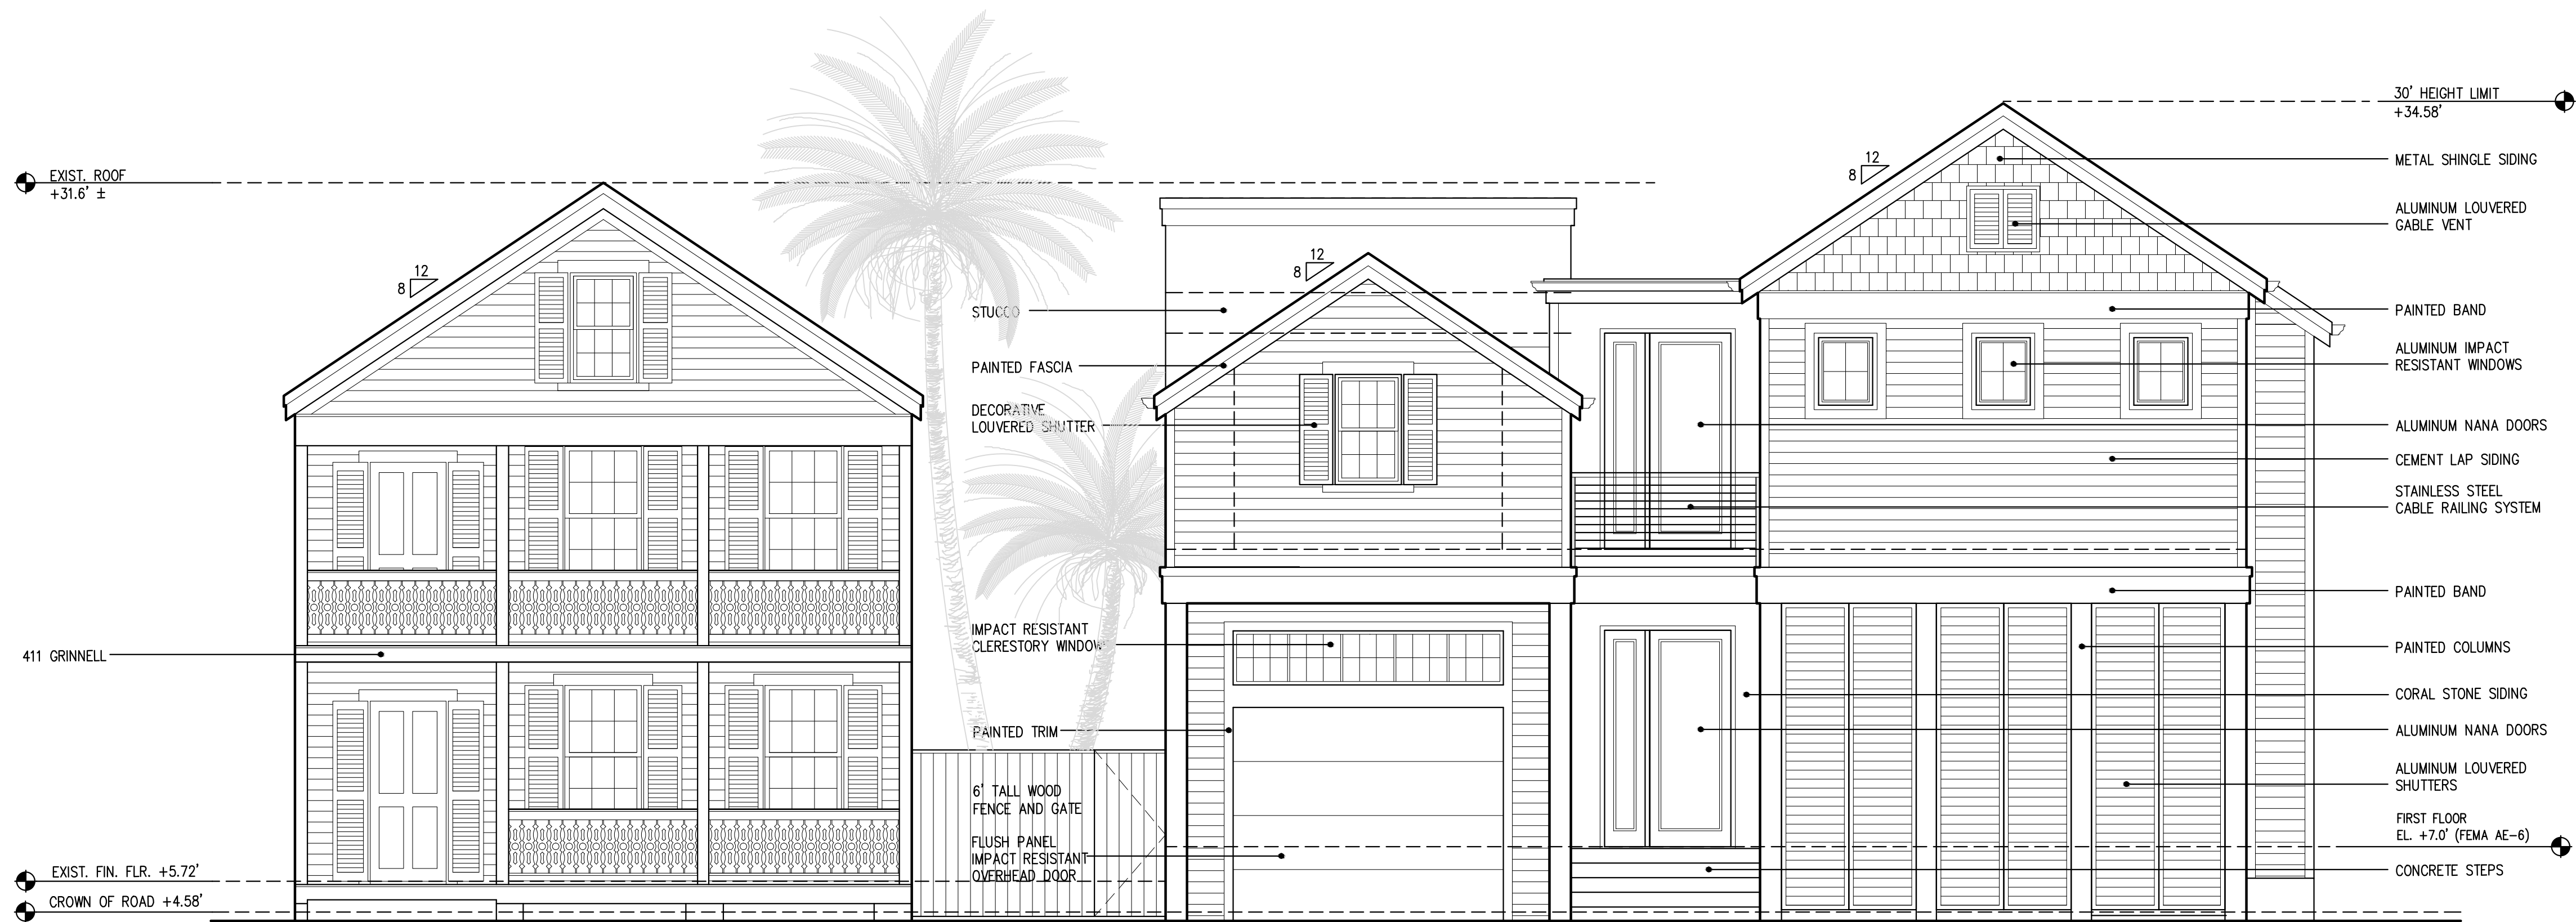 EXIST. ROOF
+31.6' ±
12
8
411 GRINNELL
EXIST. FIN. FLR. +5.72'
CROWN OF ROAD +4.58'
STUCCO
PAINTED FASCIA
DECORATIVE
LOUVERED SHUTTER
IMPACT RESISTANT
CLERESTORY WINDOW
PAINTED TRIM
6' TALL WOOD
FENCE AND GATE
FLUSH PANEL
IMPACT RESISTANT
OVERHEAD DOOR
12
8
12
8
30' HEIGHT LIMIT
+34.58'
METAL SHINGLE SIDING
ALUMINUM LOUVERED
GABLE VENT
PAINTED BAND
ALUMINUM IMPACT
RESISTANT WINDOWS
ALUMINUM NANA DOORS
CEMENT LAP SIDING
STAINLESS STEEL
CABLE RAILING SYSTEM
PAINTED BAND
PAINTED COLUMNS
CORAL STONE SIDING
ALUMINUM NANA DOORS
ALUMINUM LOUVERED
SHUTTERS
FIRST FLOOR
EL. +7.0' (FEMA AE-6)
CONCRETE STEPS